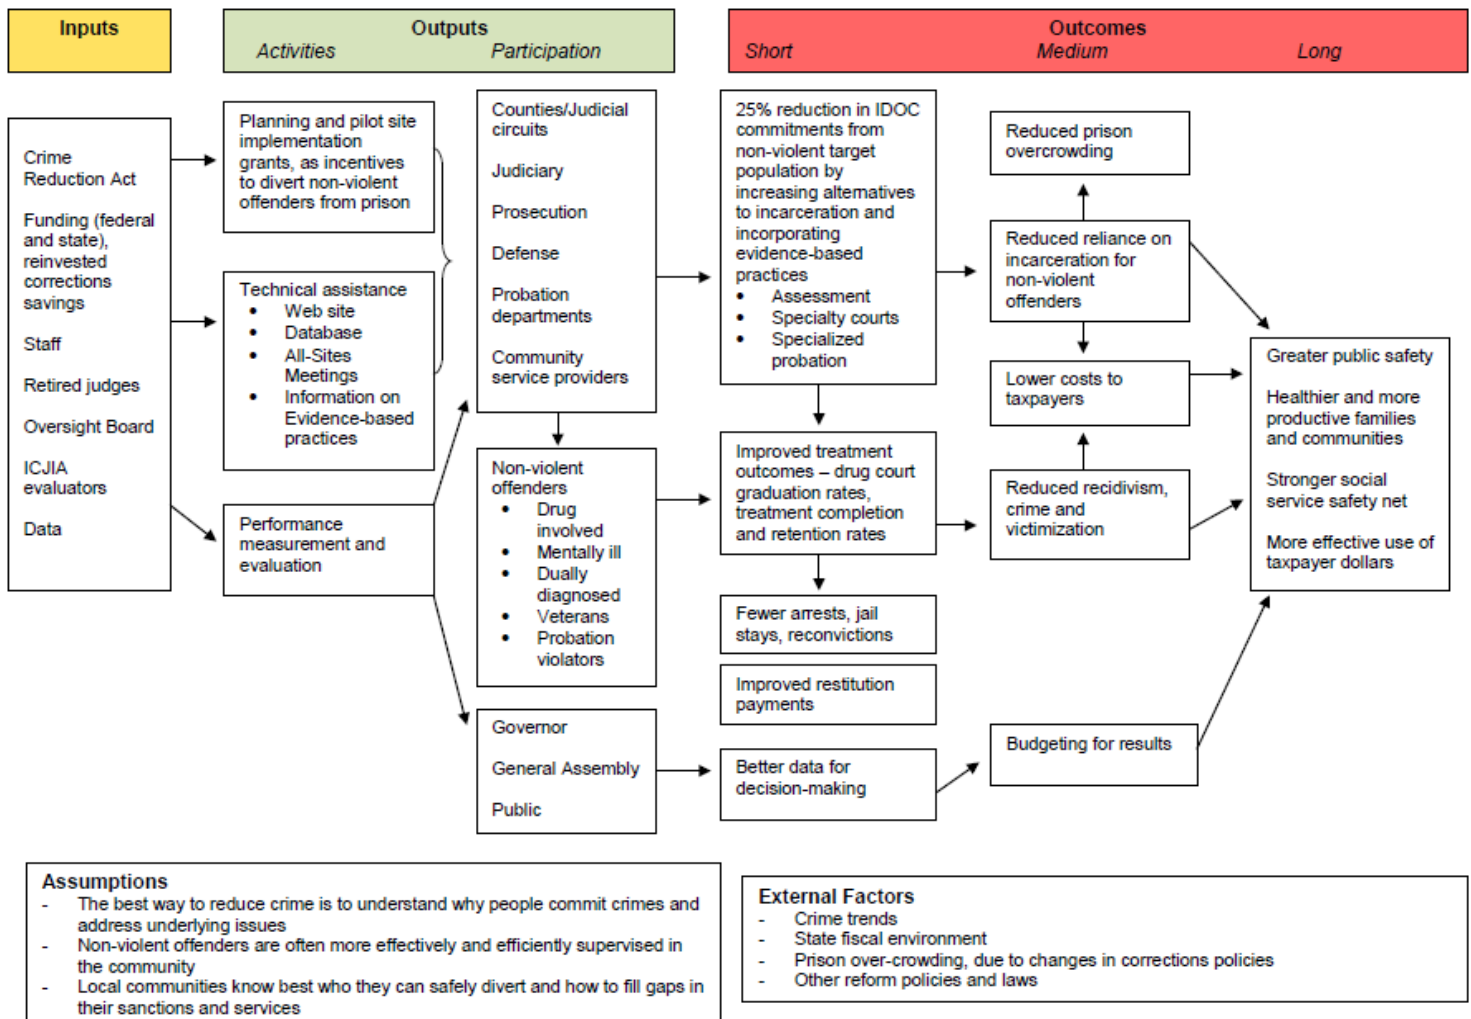 Inputs
Outputs
Activities
Participation
Outcomes
Short
Medium
Long
Crime
Reduction Act
Funding (federal
and state),
reinvested
corrections
savings
Staff
Retired judges
Oversight Board
ICJIA
evaluators
Data
Planning and pilot site
implementation
grants, as incentives
to divert non-violent
offenders from prison
Technical assistance
• Web site
• Database
• All-Sites
Meetings
• Information on
Evidence-based
practices
Performance
measurement and
evaluation
Counties/Judicial
circuits
Judiciary
Prosecution
Defense
Probation
departments
Community
service providers
Non-violent
offenders
• Drug
involved
• Mentally ill
• Dually
diagnosed
• Veterans
• Probation
violators
Governor
General Assembly
Public
25% reduction in IDOC
commitments from
non-violent target
population by
increasing alternatives
to incarceration and
incorporating
evidence-based
practices
• Assessment
• Specialty courts
• Specialized
probation
Improved treatment
outcomes – drug court
graduation rates,
treatment completion
and retention rates
Fewer arrests, jail
stays, reconvictions
Improved restitution
payments
Better data for
decision-making
Reduced prison
overcrowding
Reduced reliance on
incarceration for
non-violent
offenders
Lower costs to
taxpayers
Reduced recidivism,
crime and
victimization
Budgeting for results
Greater public safety
Healthier and more
productive families
and communities
Stronger social
service safety net
More effective use of
taxpayer dollars
Assumptions
- The best way to reduce crime is to understand why people commit crimes and
address underlying issues
- Non-violent offenders are often more effectively and efficiently supervised in
the community
- Local communities know best who they can safely divert and how to fill gaps in
their sanctions and services
External Factors
- Crime trends
- State fiscal environment
- Prison over-crowding, due to changes in corrections policies
- Other reform policies and laws